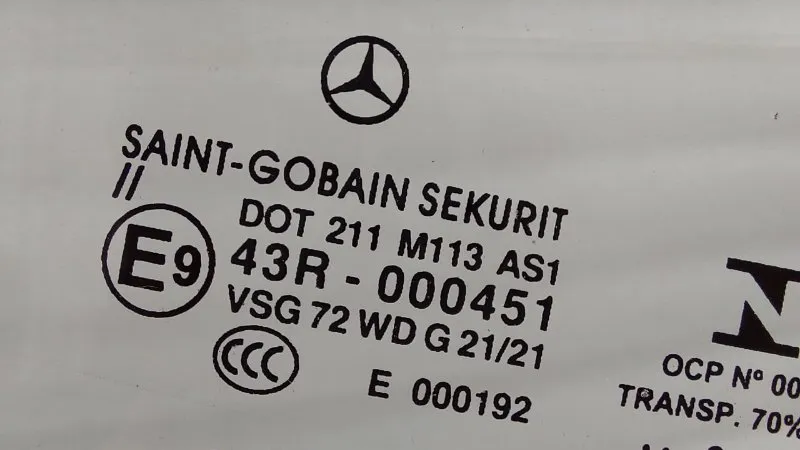 SAINT-GOBAIN SEKURIT
//
DOT 211 M113 AS1
E9
43R - 000451
VSG 72 WD G 21/21
CCC
E 000192
OCP Nº 00
TRANSP. 70%